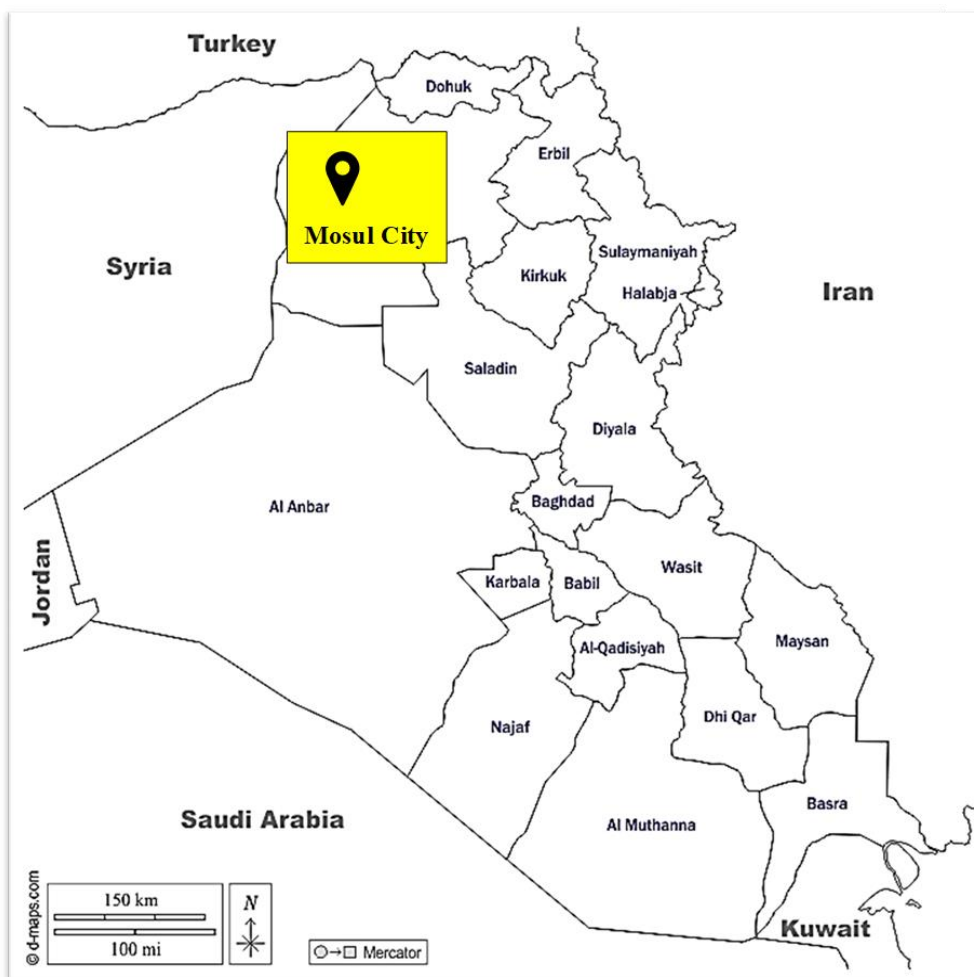 Turkey
Dohuk
Erbil
Mosul City
Syria
Sulaymaniyah
Kirkuk
Halabja
Iran
Saladin
Diyala
Al Anbar
Baghdad
Jordan
Karbala
Babil
Wasit
Al-Qadisiyah
Maysan
Najaf
Dhi Qar
Saudi Arabia
Al Muthanna
Basra
Kuwait
© d-maps.com
150 km
100 mi
N
Mercator